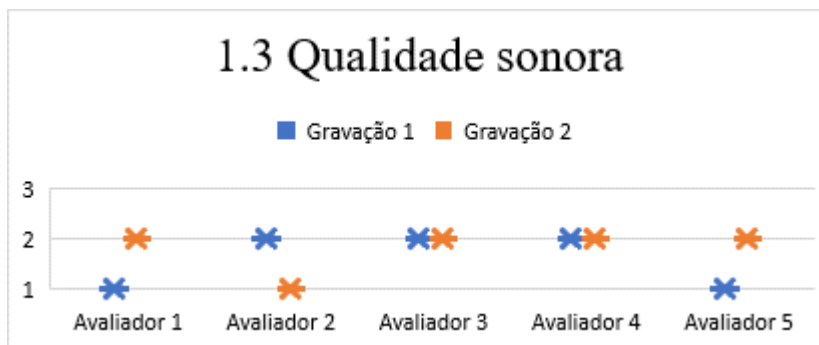 1.3 Qualidade sonora
Gravação 1 Gravação 2
3
2
1
Avaliador 1 Avaliador 2 Avaliador 3 Avaliador 4 Avaliador 5